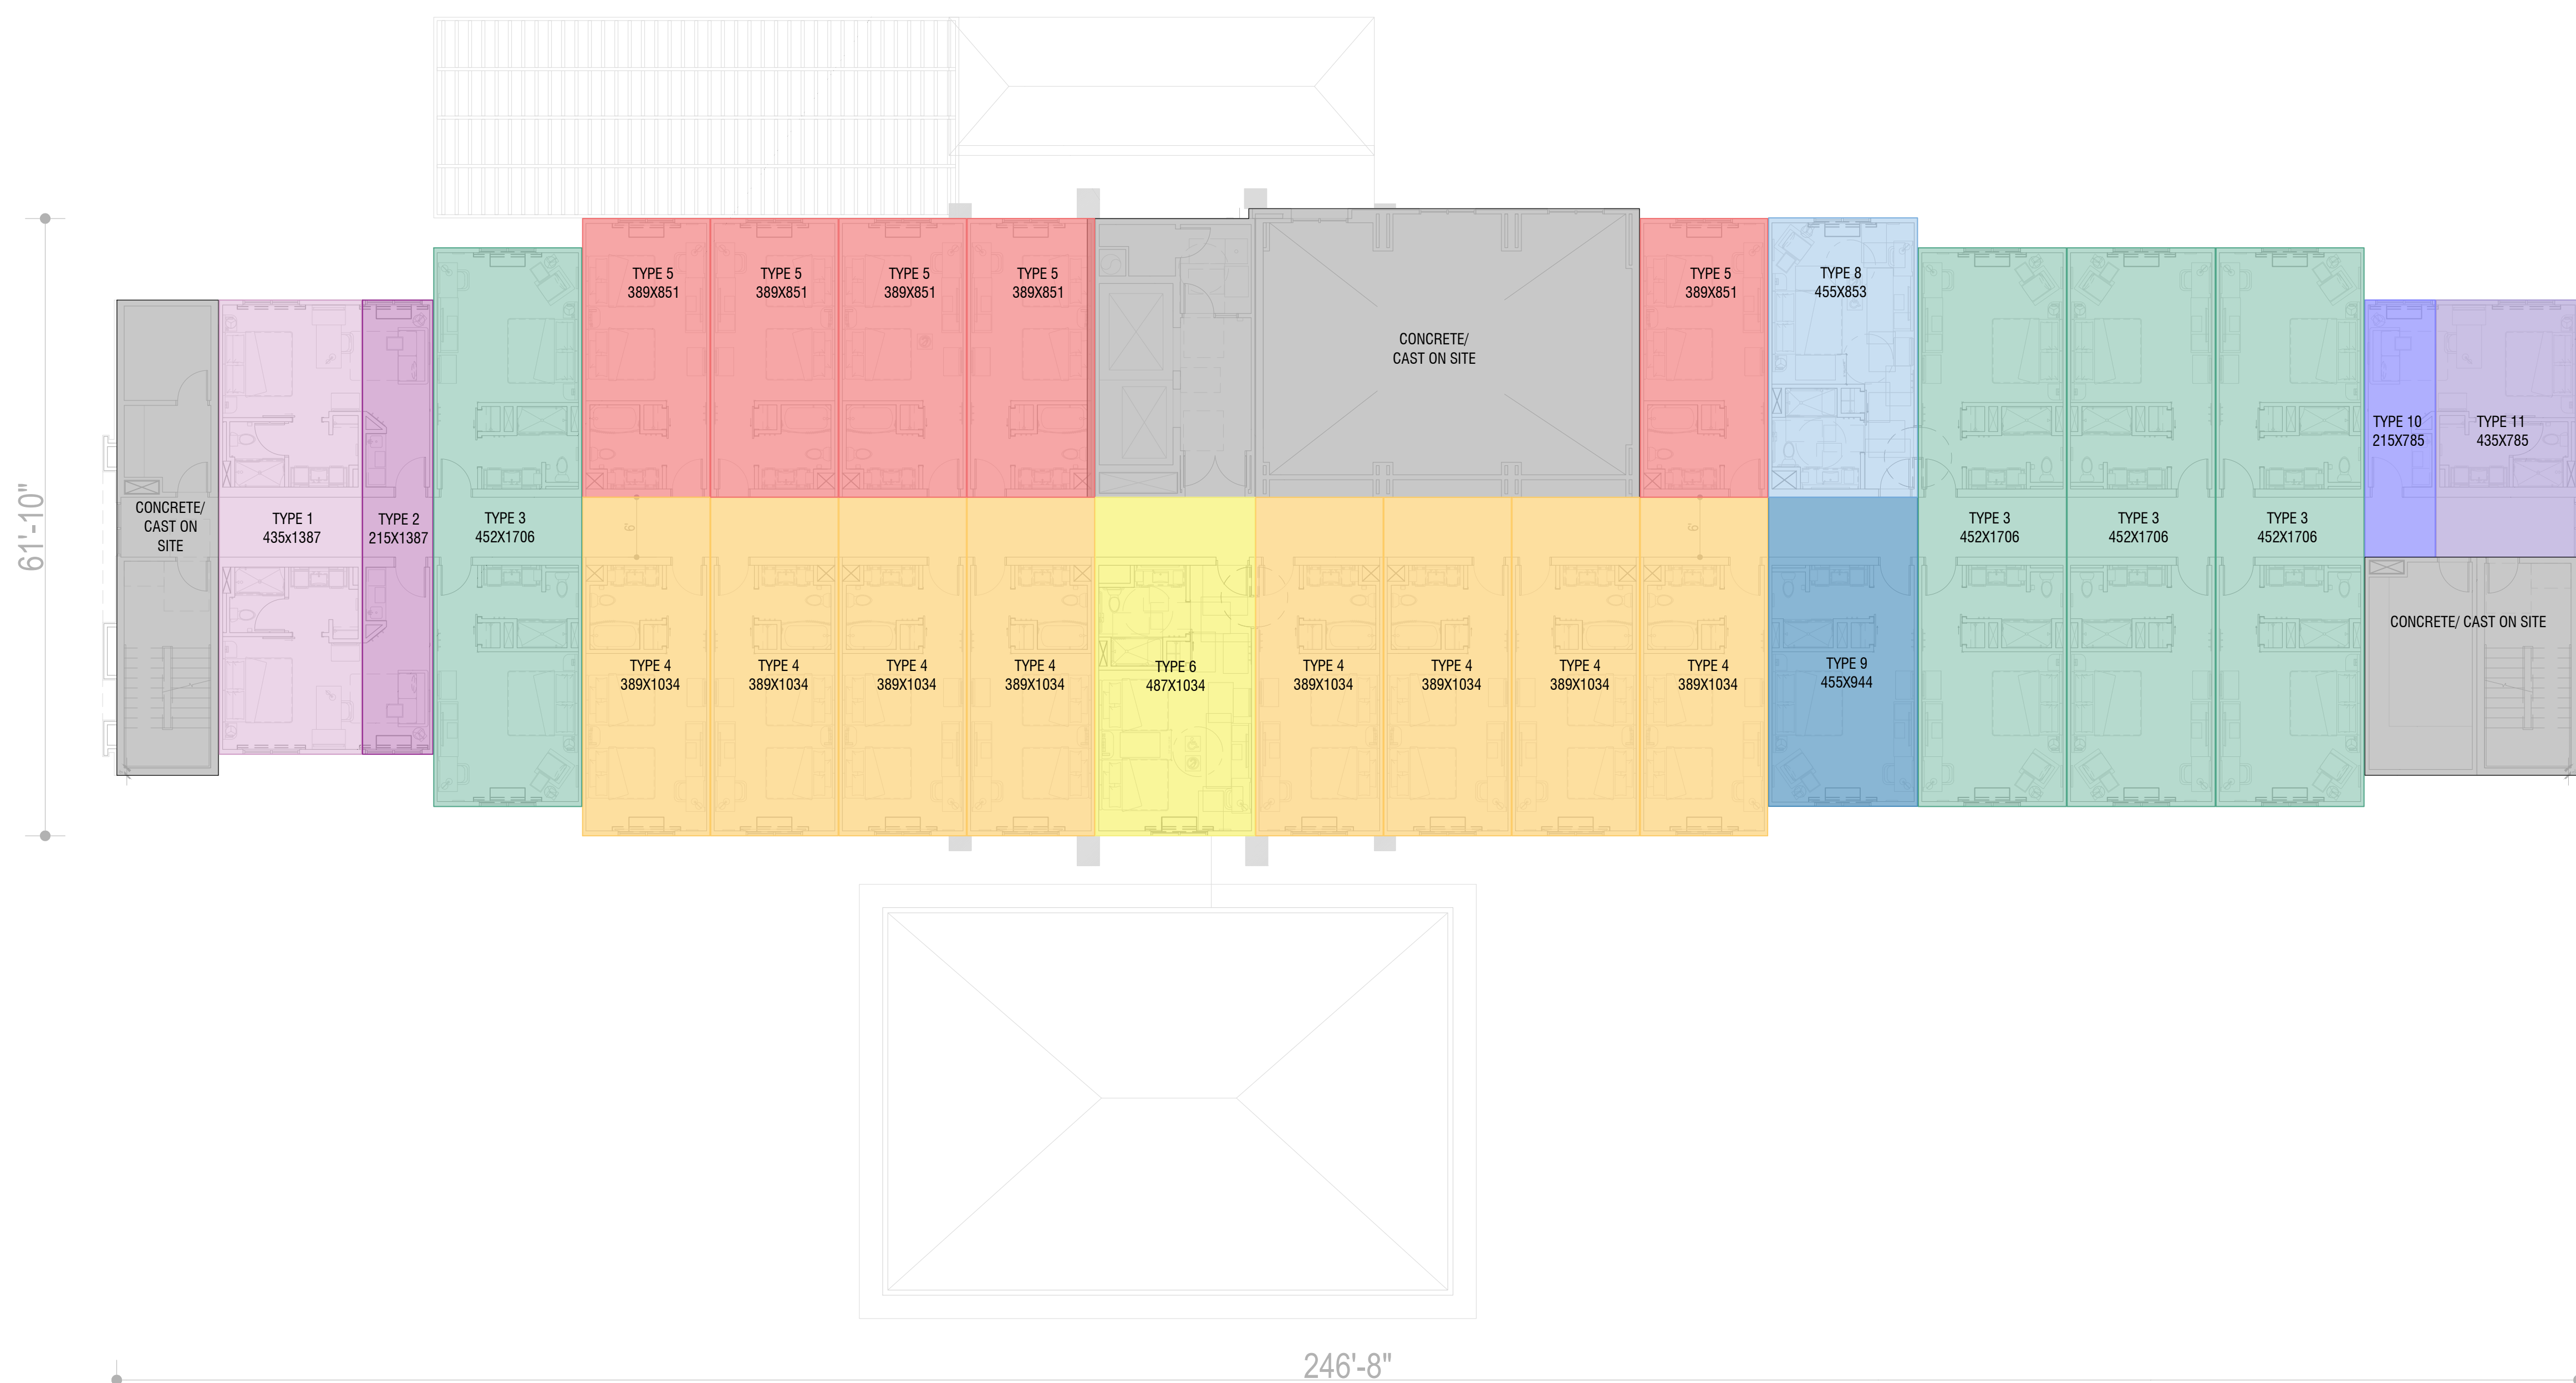 TYPE 5
389X851
TYPE 5
389X851
TYPE 5
389X851
TYPE 5
389X851
TYPE 5
389X851
TYPE 8
455X853
CONCRETE/
CAST ON SITE
TYPE 10
215X785
TYPE 11
435X785
61'-10"
CONCRETE/
CAST ON
SITE
TYPE 1
435x1387
TYPE 2
215X1387
TYPE 3
452X1706
6'
6'
TYPE 3
452X1706
TYPE 3
452X1706
TYPE 3
452X1706
CONCRETE/ CAST ON SITE
TYPE 4
389X1034
TYPE 4
389X1034
TYPE 4
389X1034
TYPE 4
389X1034
TYPE 6
487X1034
TYPE 4
389X1034
TYPE 4
389X1034
TYPE 4
389X1034
TYPE 4
389X1034
TYPE 9
455X944
246'-8"